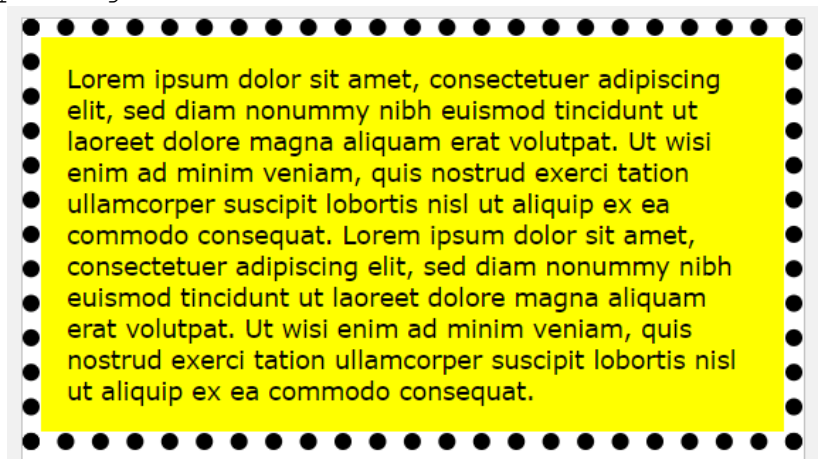 Lorem ipsum dolor sit amet, consectetuer adipiscing
elit, sed diam nonummy nibh euismod tincidunt ut
laoreet dolore magna aliquam erat volutpat. Ut wisi
enim ad minim veniam, quis nostrud exerci tation
ullamcorper suscipit lobortis nisl ut aliquip ex ea
commodo consequat. Lorem ipsum dolor sit amet,
consectetuer adipiscing elit, sed diam nonummy nibh
euismod tincidunt ut laoreet dolore magna aliquam
erat volutpat. Ut wisi enim ad minim veniam, quis
nostrud exerci tation ullamcorper suscipit lobortis nisl
ut aliquip ex ea commodo consequat.